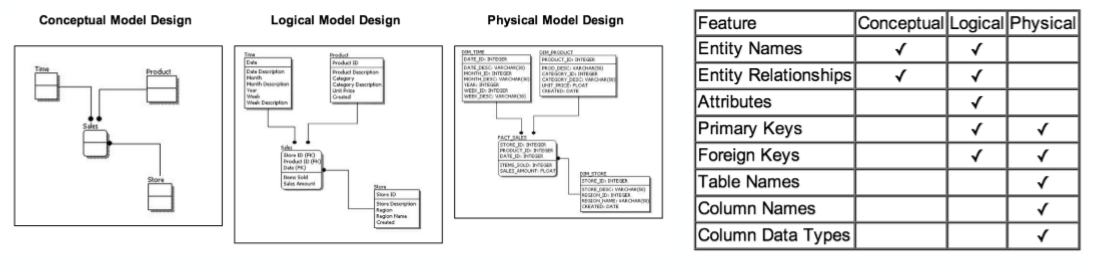 Conceptual Model Design
Time
Product
Sales
Store
Logical Model Design
Time
Date
Date Description
Month
Month Description
Year
Week
Week Description
Product
Product ID
Product Description
Category
Category Description
Unit Price
Created
Sales
Store ID (FK)
Product ID (FK)
Date (FK)
Items Sold
Sales Amount
Store
Store ID
Store Description
Region
Region Name
Created
Physical Model Design
DIM_TIME
DATE_ID: INTEGER
DATE_DESC: VARCHAR(30)
MONTH_ID: INTEGER
MONTH_DESC: VARCHAR(30)
YEAR: INTEGER
WEEK_ID: INTEGER
WEEK_DESC: VARCHAR(30)
DIM_PRODUCT
PRODUCT_ID: INTEGER
PROD_DESC: VARCHAR(50)
CATEGORY_ID: INTEGER
CATEGORY_DESC: VARCHAR(50)
UNIT_PRICE: FLOAT
CREATED: DATE
FACT_SALES
STORE_ID: INTEGER
PRODUCT_ID: INTEGER
DATE_ID: INTEGER
ITEMS_SOLD: INTEGER
SALES_AMOUNT: FLOAT
DIM_STORE
STORE_ID: INTEGER
STORE_DESC: VARCHAR(50)
REGION_ID: INTEGER
REGION_NAME: VARCHAR(50)
CREATED: DATE
Feature Conceptual Logical Physical
Entity Names ✓ ✓
Entity Relationships ✓ ✓
Attributes ✓
Primary Keys ✓ ✓
Foreign Keys ✓ ✓
Table Names ✓
Column Names ✓
Column Data Types ✓